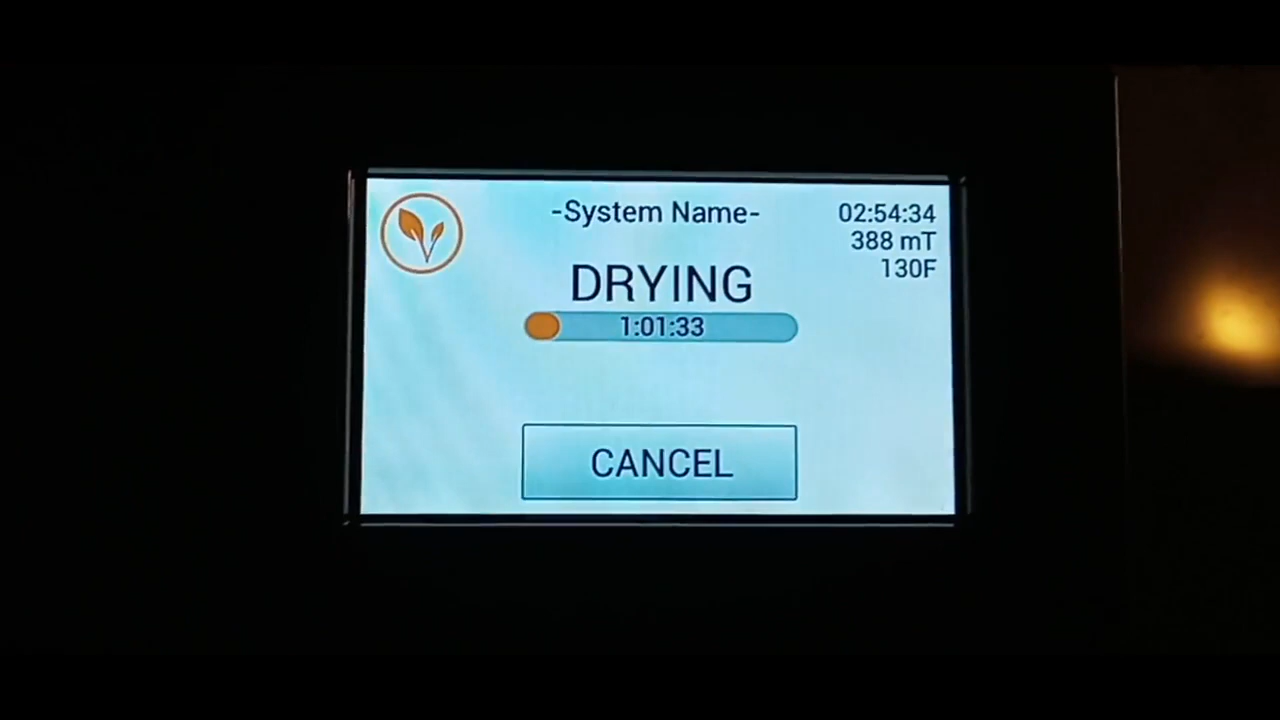 -System Name-
02:54:34
388 mT
130F
DRYING
1:01:33
CANCEL